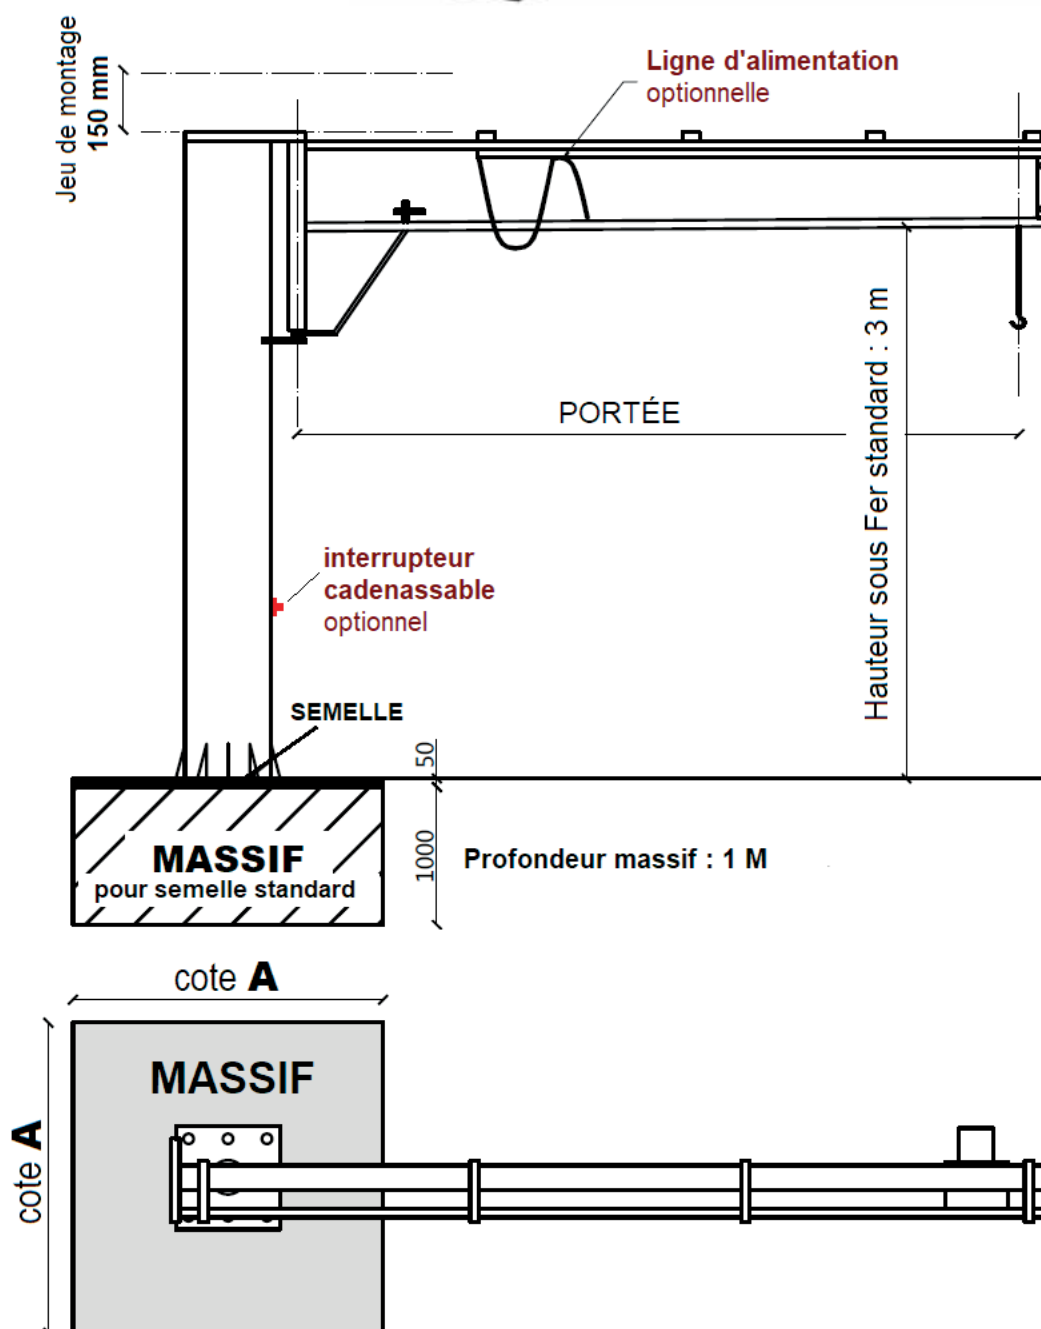 Jeu de montage
150 mm
Ligne d'alimentation
optionnelle
PORTÉE
Hauteur sous Fer standard : 3 m
interrupteur
cadenassable
optionnel
SEMELLE
50
1000
MASSIF
pour semelle standard
Profondeur massif : 1 M
cote A
MASSIF
cote A